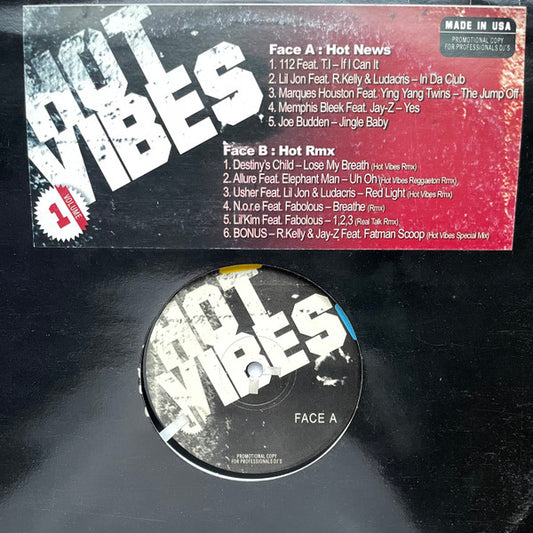 HOT
VIBES
VOLUME
1
MADE IN USA
PROMOTIONAL COPY
FOR PROFESSIONALS DJ'S
Face A : Hot News
1. 112 Feat. T.I – If I Can It
2. Lil Jon Feat. R.Kelly & Ludacris – In Da Club
3. Marques Houston Feat. Ying Yang Twins – The Jump Off
4. Memphis Bleek Feat. Jay-Z – Yes
5. Joe Budden – Jingle Baby
Face B : Hot Rmx
1. Destiny's Child – Lose My Breath (Hot Vibes Rmx)
2. Allure Feat. Elephant Man – Uh Oh (Hot Vibes Reggaeton Rmx)
3. Usher Feat. Lil Jon & Ludacris – Red Light (Hot Vibes Rmx)
4. N.o.r.e Feat. Fabolous – Breathe (Rmx)
5. Lil'Kim Feat. Fabolous – 1,2,3 (Real Talk Rmx)
6. BONUS – R.Kelly & Jay-Z Feat. Fatman Scoop (Hot Vibes Special Mix)
HOT
VIBES
FACE A
PROMOTIONAL COPY
FOR PROFESSIONALS DJ'S